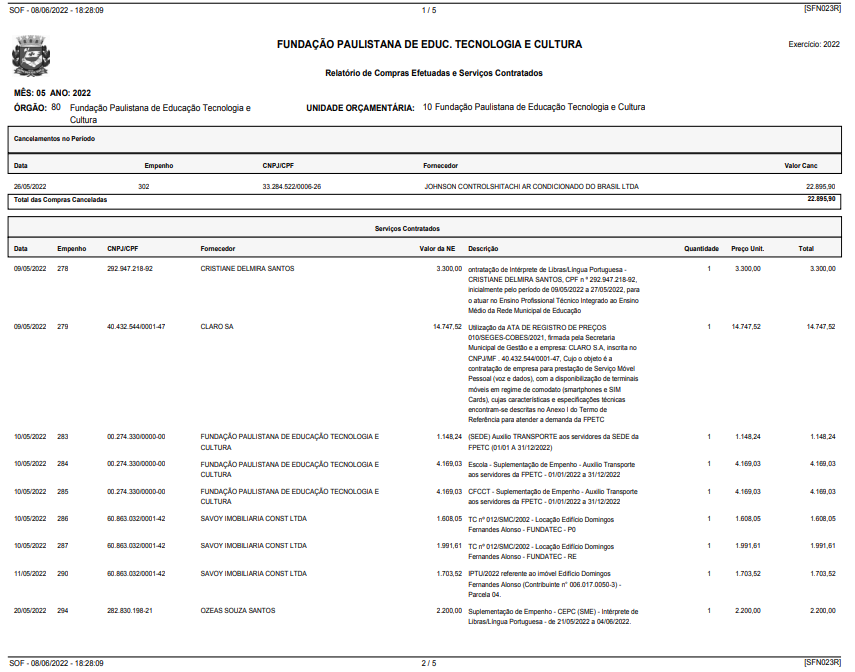 SOF - 08/06/2022 - 18:28:09 1 / 5 [SFN023R]
FUNDAÇÃO PAULISTANA DE EDUC. TECNOLOGIA E CULTURA Exercício: 2022
Relatório de Compras Efetuadas e Serviços Contratados
MÊS: 05 ANO: 2022
ÓRGÃO: 80 Fundação Paulistana de Educação Tecnologia e UNIDADE ORÇAMENTÁRIA: 10 Fundação Paulistana de Educação Tecnologia e Cultura
Cultura
Cancelamentos no Período
Data Empenho CNPJ/CPF Fornecedor Valor Canc
26/05/2022 302 33.284.522/0006-26 JOHNSON CONTROLSHITACHI AR CONDICIONADO DO BRASIL LTDA 22.895,90
Total das Compras Canceladas 22.895,90
Serviços Contratados
Data Empenho CNPJ/CPF Fornecedor Valor da NE Descrição Quantidade Preço Unit. Total
09/05/2022 278 292.947.218-92 CRISTIANE DELMIRA SANTOS 3.300,00 ontratação de Intérprete de Libras/Língua Portuguesa - 1 3.300,00 3.300,00
CRISTIANE DELMIRA SANTOS, CPF n º 292.947.218-92,
inicialmente pelo período de 09/05/2022 a 27/05/2022, para
o atuar no Ensino Profissional Técnico Integrado ao Ensino
Médio da Rede Municipal de Educação
09/05/2022 279 40.432.544/0001-47 CLARO SA 14.747,52 Utilização da ATA DE REGISTRO DE PREÇOS 1 14.747,52 14.747,52
010/SEGES-COBES/2021, firmada pela Secretaria
Municipal de Gestão e a empresa: CLARO S.A, inscrita no
CNPJ/MF . 40.432.544/0001-47, Cujo o objeto é a
contratação de empresa para prestação de Serviço Móvel
Pessoal (voz e dados), com a disponibilização de terminais
móveis em regime de comodato (smartphones e SIM
Cards), cujas características e especificações técnicas
encontram-se descritas no Anexo I do Termo de
Referência para atender a demanda da FPETC
10/05/2022 283 00.274.330/0000-00 FUNDAÇÃO PAULISTANA DE EDUCAÇÃO TECNOLOGIA E 1.148,24 (SEDE) Auxilio TRANSPORTE aos servidores da SEDE da 1 1.148,24 1.148,24
CULTURA FPETC (01/01 A 31/12/2022)
10/05/2022 284 00.274.330/0000-00 FUNDAÇÃO PAULISTANA DE EDUCAÇÃO TECNOLOGIA E 4.169,03 Escola - Suplementação de Empenho - Auxilio Transporte 1 4.169,03 4.169,03
CULTURA aos servidores da FPETC - 01/01/2022 a 31/12/2022
10/05/2022 285 00.274.330/0000-00 FUNDAÇÃO PAULISTANA DE EDUCAÇÃO TECNOLOGIA E 4.169,03 CFCCT - Suplementação de Empenho - Auxilio Transporte 1 4.169,03 4.169,03
CULTURA aos servidores da FPETC - 01/01/2022 a 31/12/2022
10/05/2022 286 60.863.032/0001-42 SAVOY IMOBILIARIA CONST LTDA 1.608,05 TC nº 012/SMC/2002 - Locação Edifício Domingos 1 1.608,05 1.608,05
Fernandes Alonso - FUNDATEC - P0
10/05/2022 287 60.863.032/0001-42 SAVOY IMOBILIARIA CONST LTDA 1.991,61 TC nº 012/SMC/2002 - Locação Edifício Domingos 1 1.991,61 1.991,61
Fernandes Alonso - FUNDATEC - RE
11/05/2022 290 60.863.032/0001-42 SAVOY IMOBILIARIA CONST LTDA 1.703,52 IPTU/2022 referente ao imóvel Edifício Domingos 1 1.703,52 1.703,52
Fernandes Alonso (Contribuinte nº 006.017.0050-3) -
Parcela 04.
20/05/2022 294 282.830.198-21 OZEAS SOUZA SANTOS 2.200,00 Suplementação de Empenho - CEPC (SME) - Intérprete de 1 2.200,00 2.200,00
Libras/Língua Portuguesa - de 21/05/2022 a 04/06/2022.
SOF - 08/06/2022 - 18:28:09 2 / 5 [SFN023R]